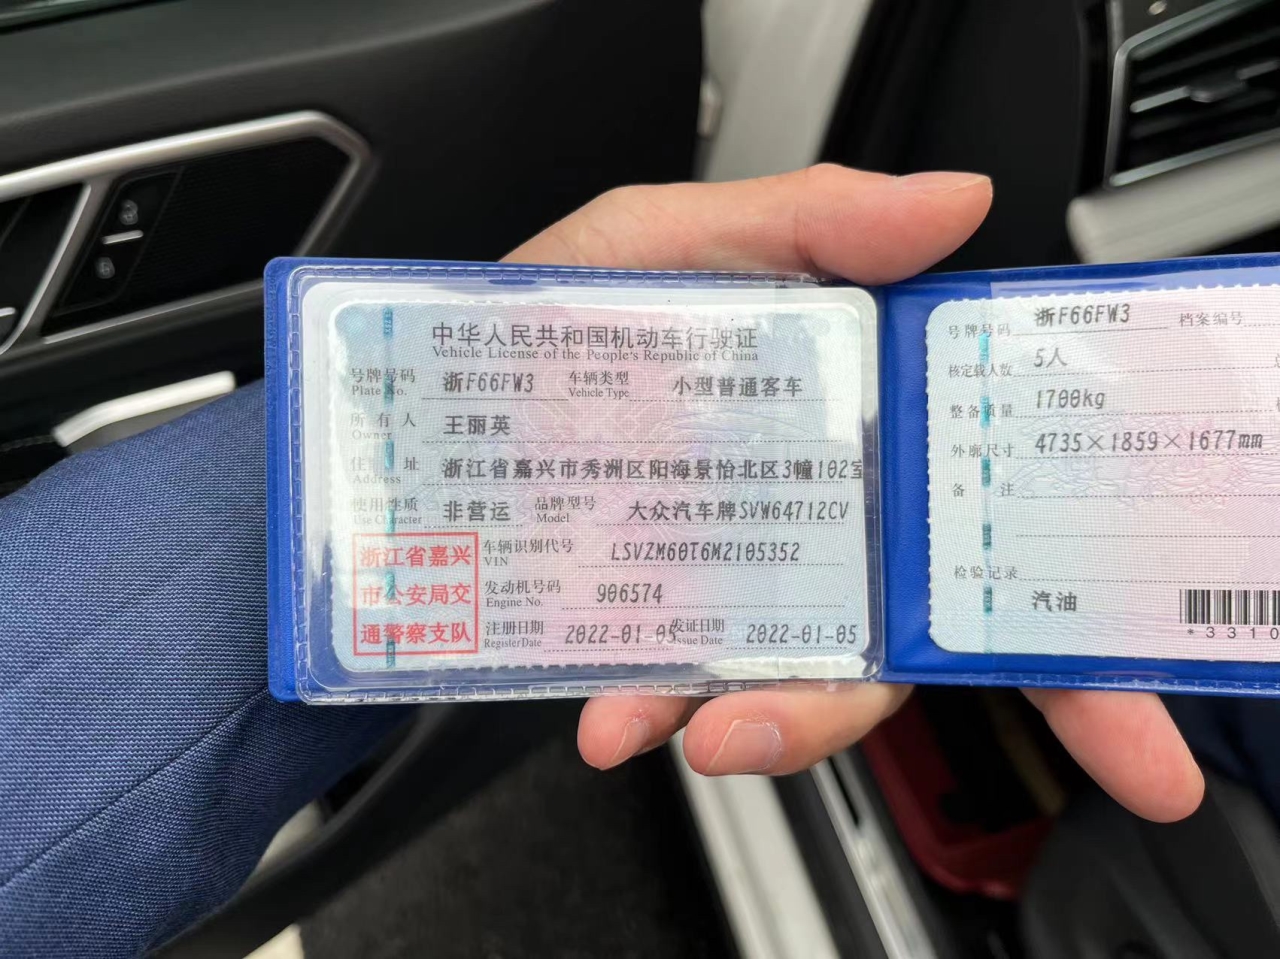 中华人民共和国机动车行驶证
Vehicle License of the People's Republic of China
号牌号码 浙F66FW3 车辆类型 小型普通客车
Plate No. Vehicle Type
所有人 王丽英
Owner
住址 浙江省嘉兴市秀洲区阳海景怡北区3幢102室
Address
使用性质 非营运 品牌型号 大众汽车牌SVW64712CV
Use Character Model
浙江省嘉兴
市公安局交
通警察支队
车辆识别代号 LSVZM60T6M2105352
VIN
发动机号码 906574
Engine No.
注册日期 2022-01-05 发证日期 2022-01-05
Register Date Issue Date
号牌号码 浙F66FW3 档案编号
核定载人数 5人
整备质量 1700kg
外廓尺寸 4735×1859×1677mm
备注
检验记录
汽油
*3310